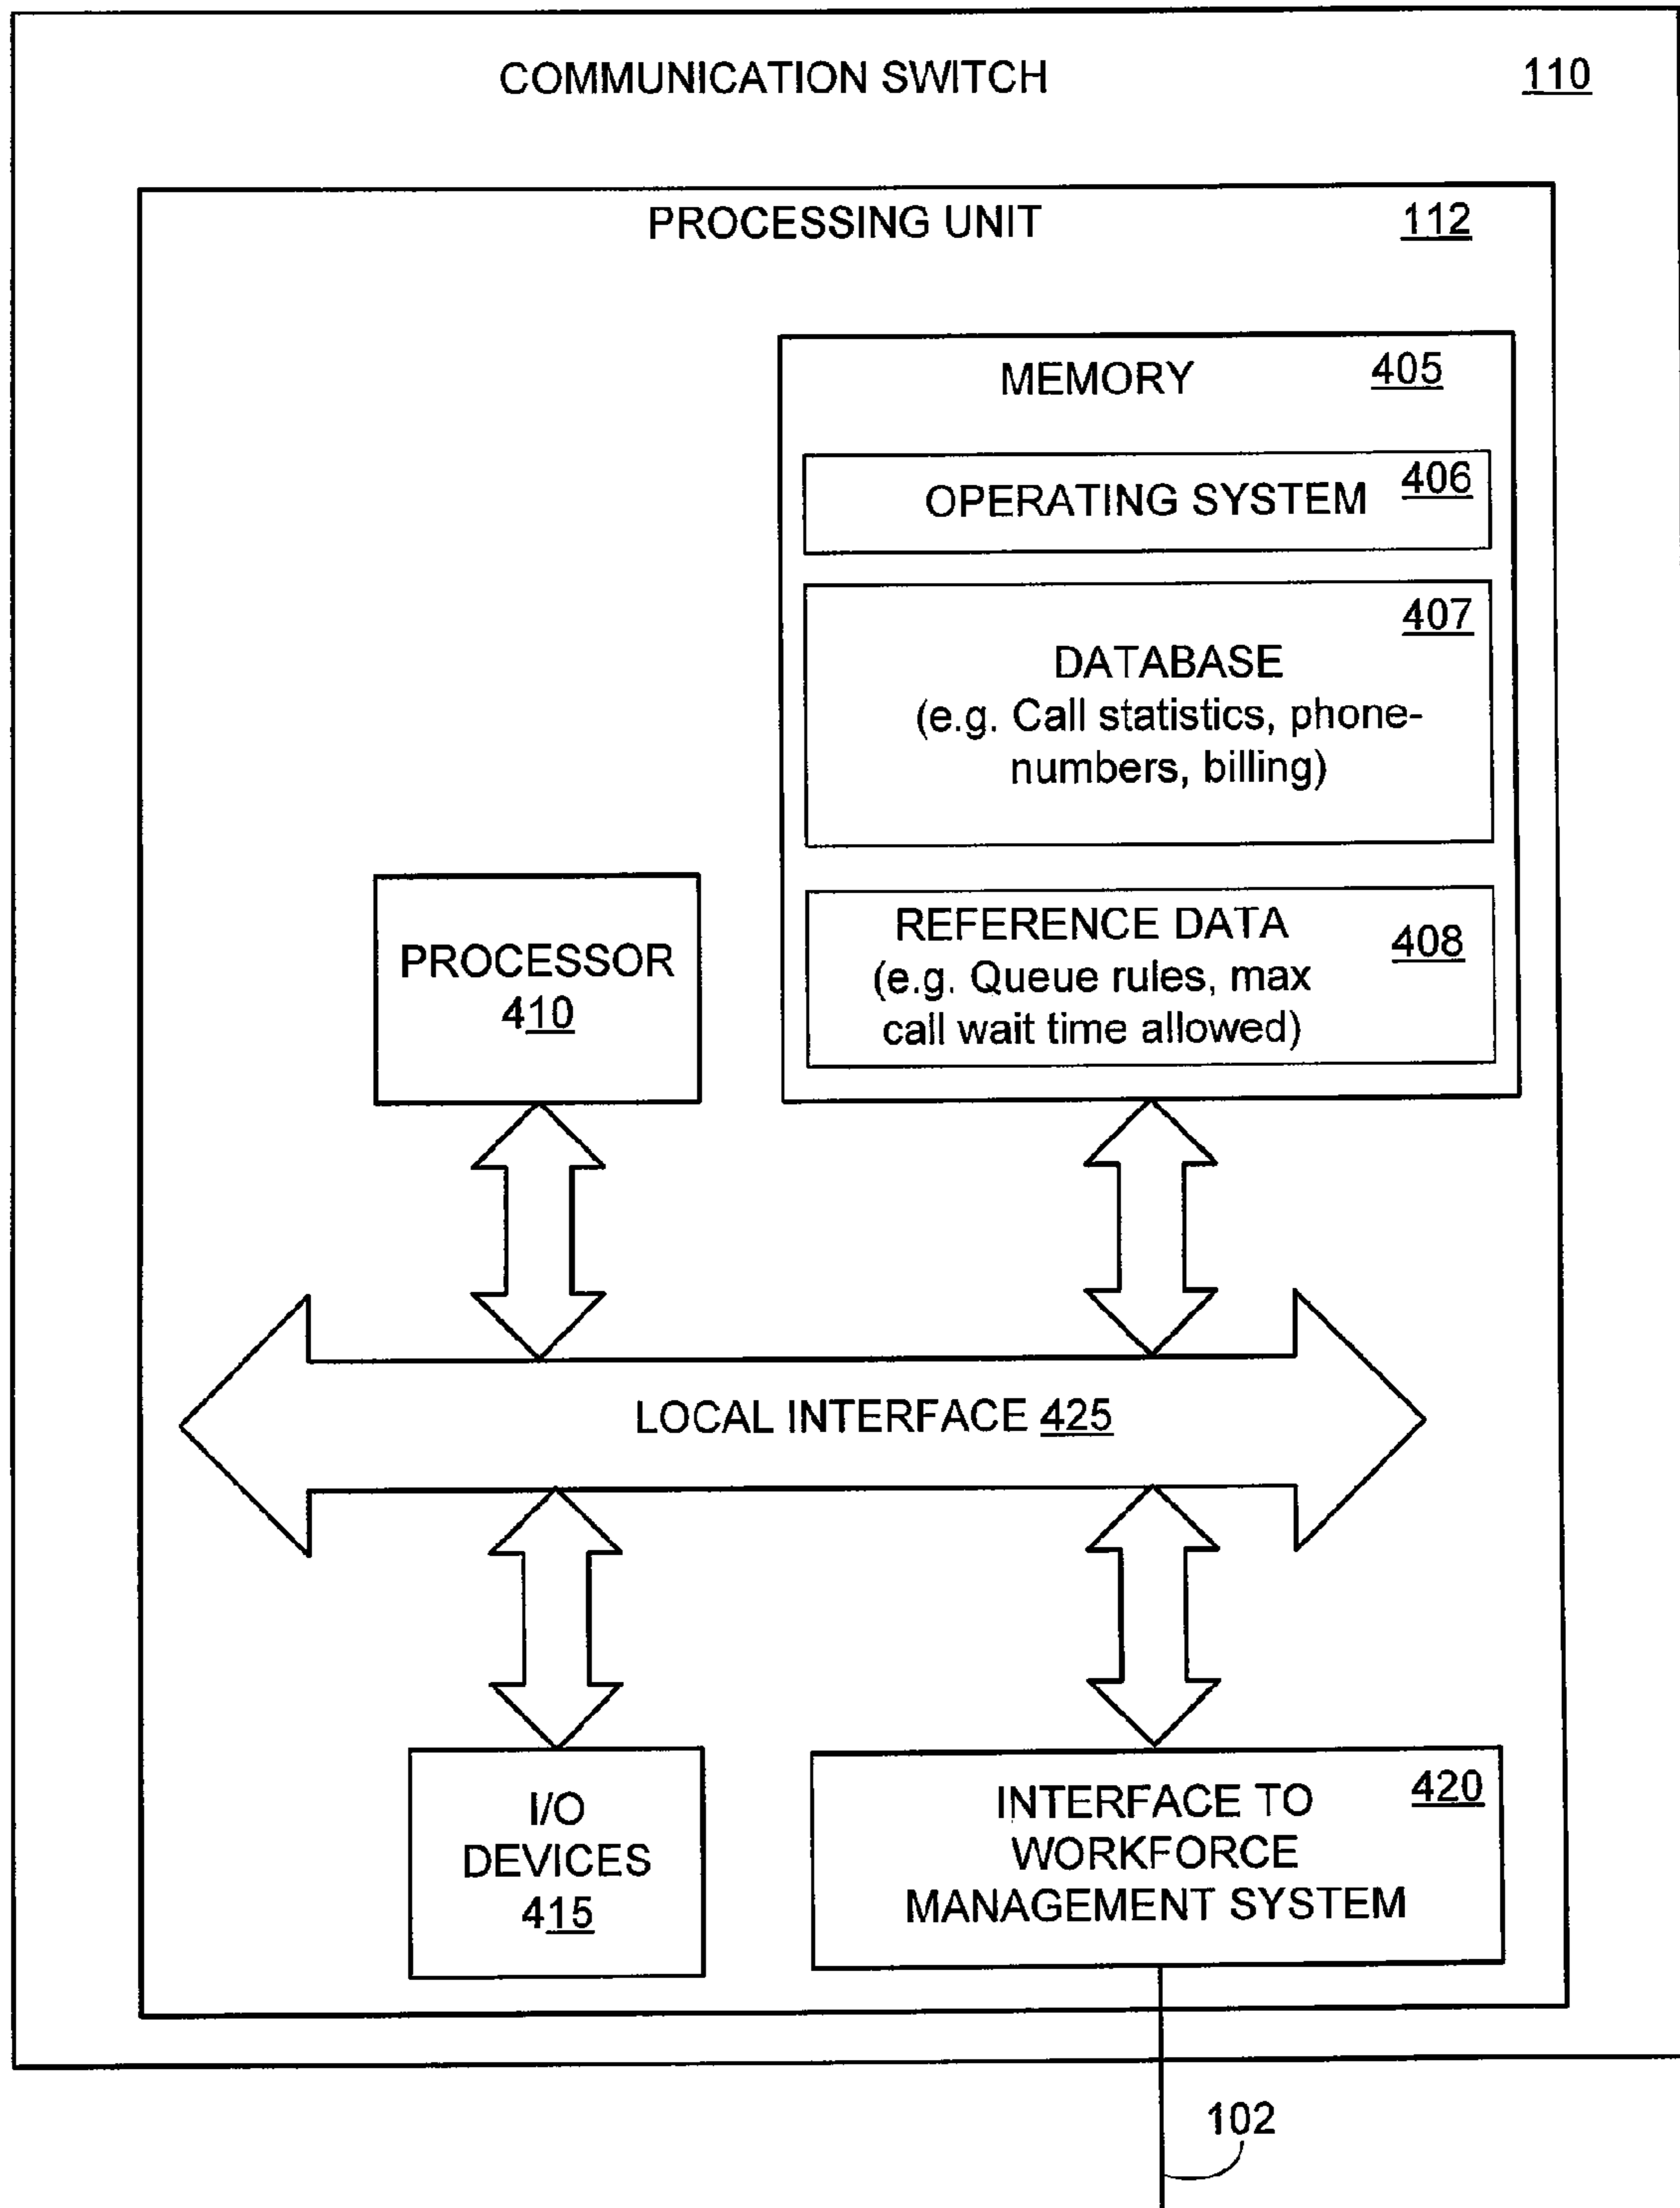 COMMUNICATION SWITCH 110
PROCESSING UNIT 112
MEMORY 405
OPERATING SYSTEM 406
407
DATABASE
(e.g. Call statistics, phone-
numbers, billing)
REFERENCE DATA 408
(e.g. Queue rules, max
call wait time allowed)
PROCESSOR
410
LOCAL INTERFACE 425
I/O
DEVICES
415
INTERFACE TO 420
WORKFORCE
MANAGEMENT SYSTEM
102